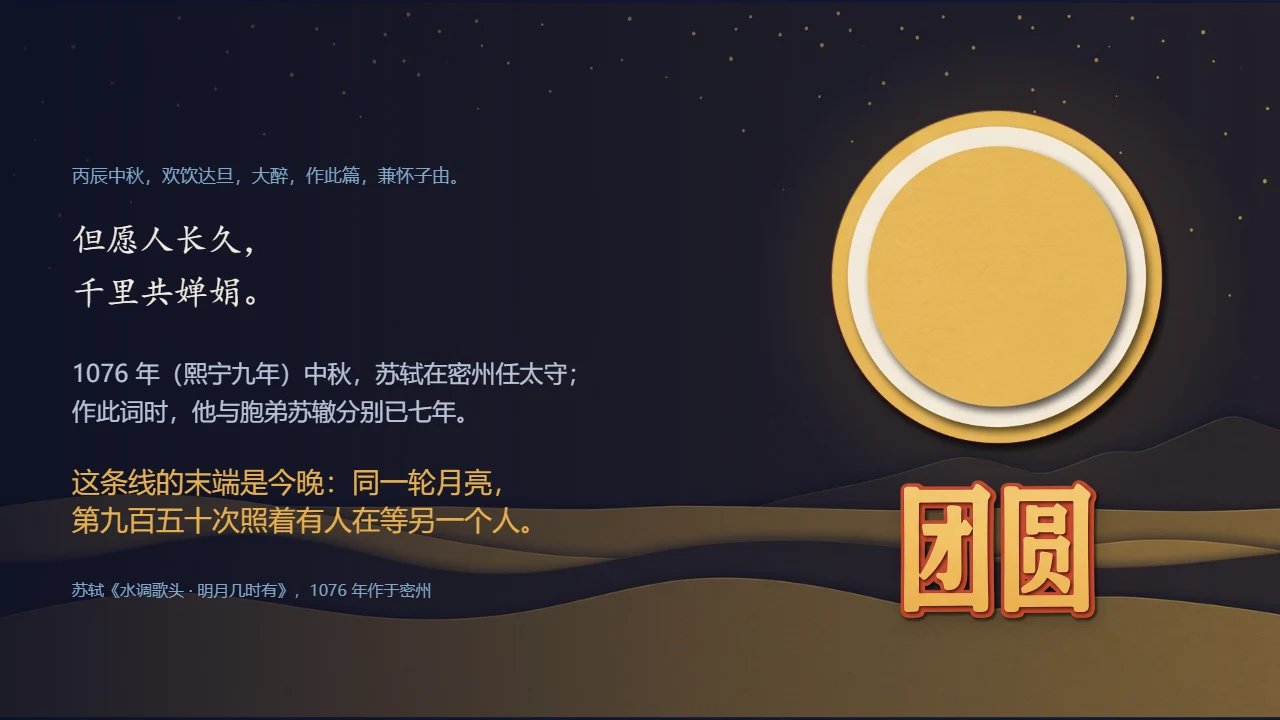 丙辰中秋，欢饮达旦，大醉，作此篇，兼怀子由。
但愿人长久，
千里共婵娟。
1076 年（熙宁九年）中秋，苏轼在密州任太守；
作此词时，他与胞弟苏辙分别已七年。
这条线的末端是今晚：同一轮月亮，
第九百五十次照着有人在等另一个人。
苏轼《水调歌头 · 明月几时有》，1076 年作于密州
团圆